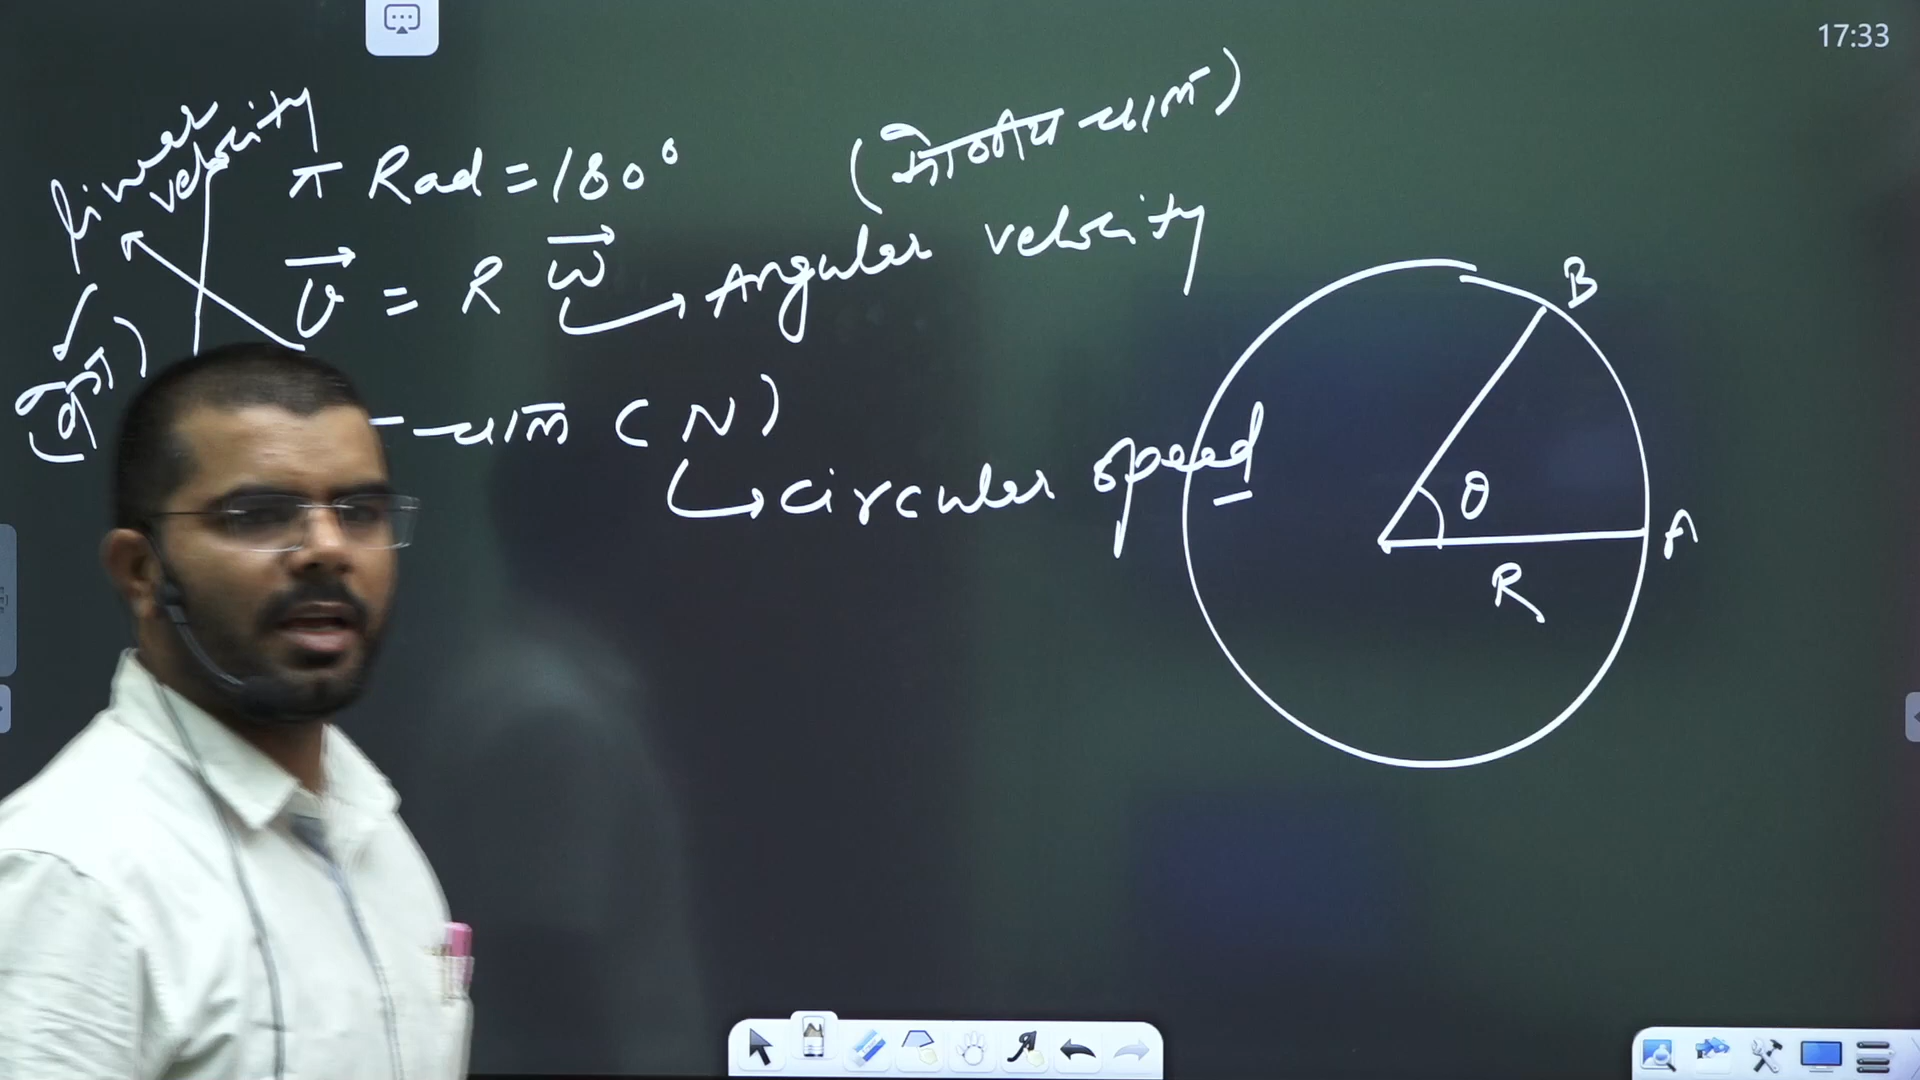 17:33
linear velocity
π Rad = 180°
(कोणीय चाल)
v = R ω → Angular velocity
चाल (N)
→ circular speed
B
θ
A
R